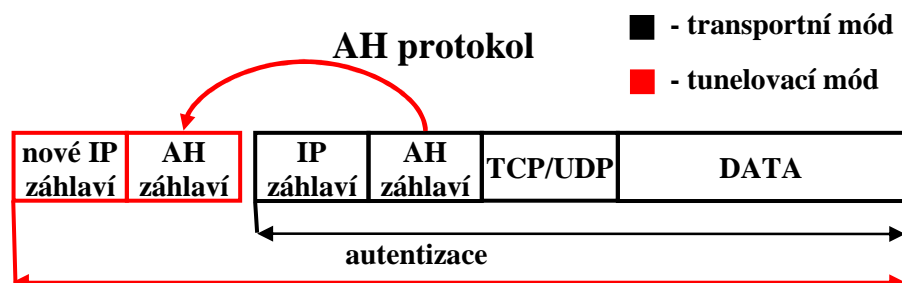 AH protokol
- transportní mód
- tunelovací mód
nové IP
záhlaví
AH
záhlaví
IP
záhlaví
AH
záhlaví
TCP/UDP
DATA
autentizace